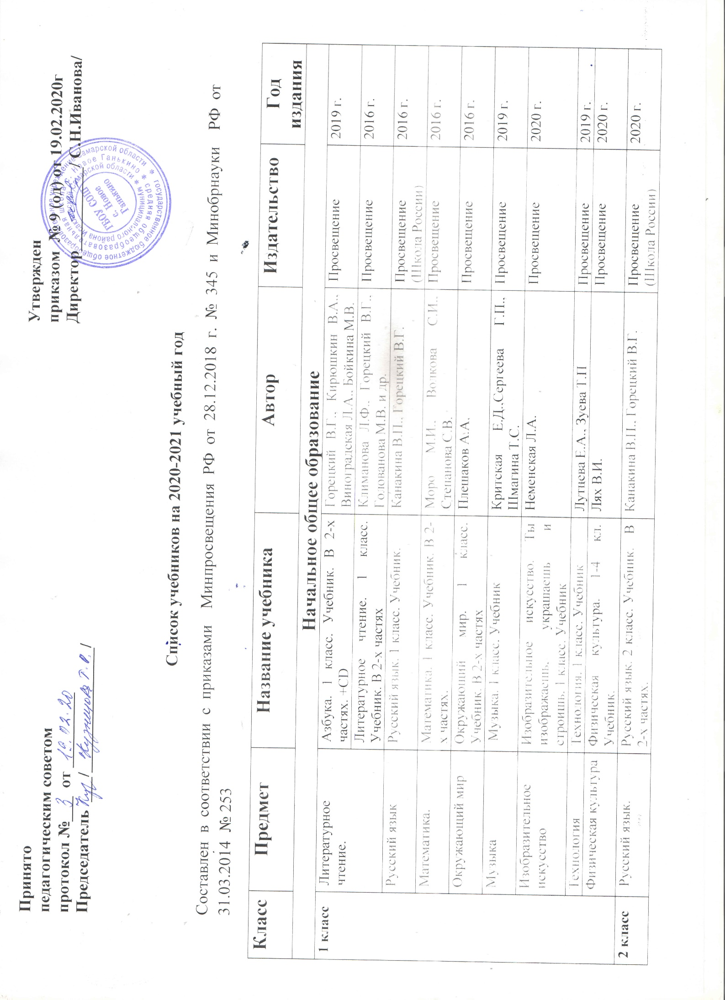 Принято
педагогическим советом
протокол № 3 от 19.02.20
Председатель Куз / Кузнецова Т.П. /
Утвержден
приказом №9 (од) от 19.02.2020г
Директор / С.Н.Иванова/
государственное бюджетное общеобразовательное учреждение Самарской области *
средняя общеобразовательная школа с. Новое Ганькино *
муниципального района Исаклинский Самарской области *
ГБОУ СОШ
с. Новое
Ганькино
Список учебников на 2020-2021 учебный год
Составлен в соответствии с приказами Минпросвещения РФ от 28.12.2018 г. № 345 и Минобрнауки РФ от
31.03.2014 № 253
Класс Предмет Название учебника Автор Издательство Год
издания
Начальное общее образование
1 класс Литературное Азбука. 1 класс. Учебник. В 2-х Горецкий В.Г., Кирюшкин В.А., Просвещение 2019 г.
чтение. частях. +CD Виноградская Л.А., Бойкина М.В.
Литературное чтение. 1 класс. Климанова Л.Ф., Горецкий В.Г., Просвещение 2016 г.
Учебник. В 2-х частях Голованова М.В. и др.
Русский язык Русский язык. 1 класс. Учебник. Канакина В.П., Горецкий В.Г. Просвещение 2016 г.
(Школа России)
Математика. Математика. 1 класс. Учебник. В 2- Моро М.И., Волкова С.И., Просвещение 2016 г.
х частях. Степанова С.В.
Окружающий мир Окружающий мир. 1 класс. Плешаков А.А. Просвещение 2016 г.
Учебник. В 2-х частях
Музыка Музыка. 1 класс. Учебник Критская Е.Д.,Сергеева Г.П., Просвещение 2019 г.
Шмагина Т.С.
Изобразительное Изобразительное искусство. Ты Неменская Л.А. Просвещение 2020 г.
искусство изображаешь, украшаешь и
строишь. 1 класс. Учебник
Технология Технология. 1 класс. Учебник Лутцева Е.А., Зуева Т.П Просвещение 2019 г.
Физическая культура Физическая культура. 1-4 кл. Лях В.И. Просвещение 2020 г.
Учебник.
2 класс Русский язык. Русский язык. 2 класс. Учебник. В Канакина В.П., Горецкий В.Г. Просвещение 2020 г.
2-х частях. (Школа России)